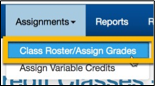 Assignments Reports
Class Roster/Assign Grades
Assign Variable Credits